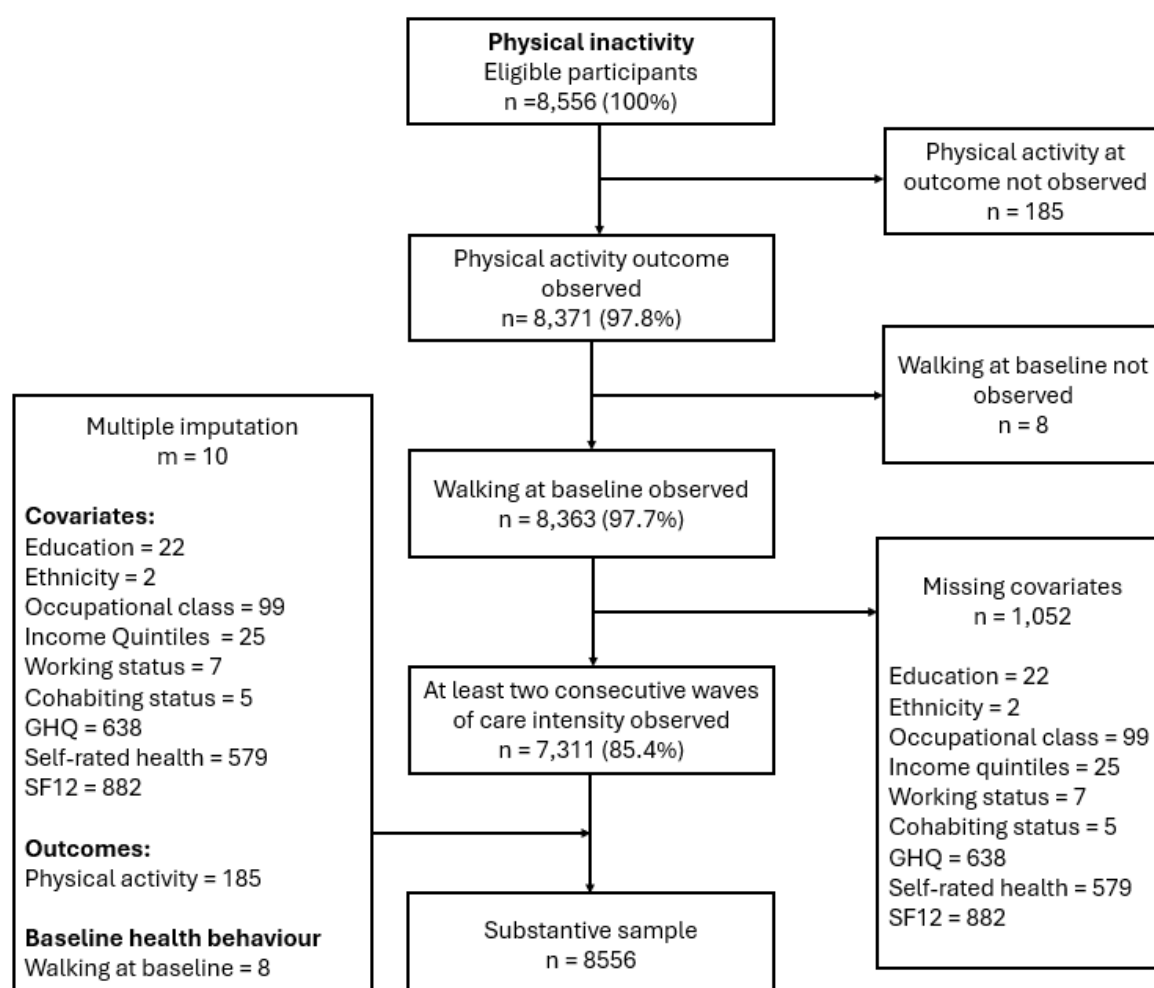 Physical inactivity
Eligible participants
n =8,556 (100%)
Physical activity at
outcome not observed
n = 185
Physical activity outcome
observed
n= 8,371 (97.8%)
Walking at baseline not
observed
n = 8
Walking at baseline observed
n = 8,363 (97.7%)
Missing covariates
n = 1,052
Education = 22
Ethnicity = 2
Occupational class = 99
Income quintiles = 25
Working status = 7
Cohabiting status = 5
GHQ = 638
Self-rated health = 579
SF12 = 882
At least two consecutive waves
of care intensity observed
n = 7,311 (85.4%)
Multiple imputation
m = 10
Covariates:
Education = 22
Ethnicity = 2
Occupational class = 99
Income Quintiles = 25
Working status = 7
Cohabiting status = 5
GHQ = 638
Self-rated health = 579
SF12 = 882
Outcomes:
Physical activity = 185
Baseline health behaviour
Walking at baseline = 8
Substantive sample
n = 8556